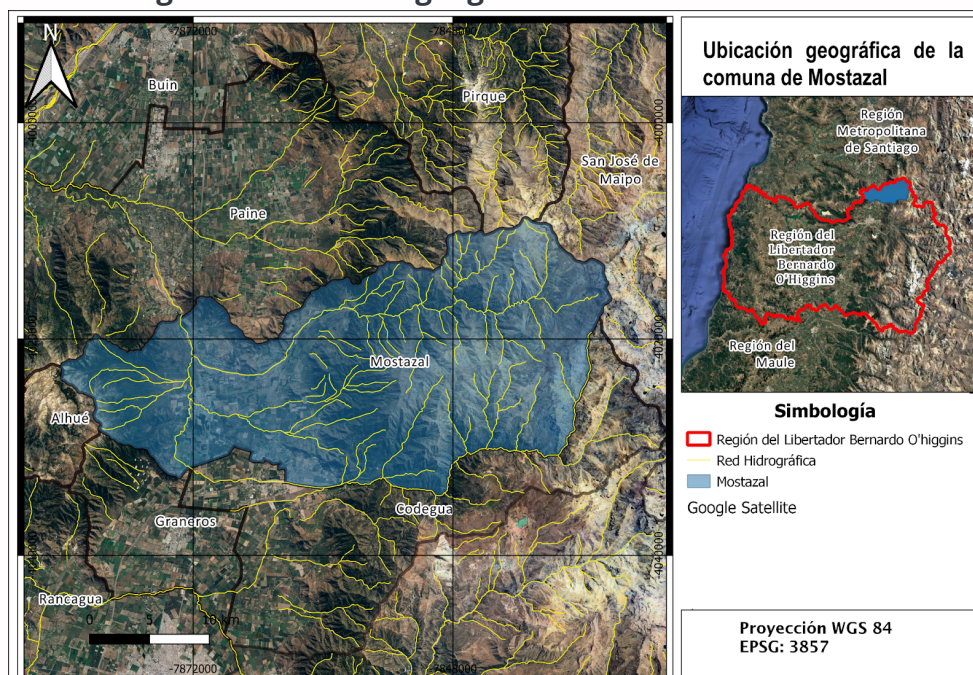 -7872000
-7848000
N
Buin
Pirque
-4000000
San José de
Maipo
Paine
Mostazal
Alhué
Graneros
Codegua
-4040000
Rancagua
0 5 10 km
-7872000
-7848000
Ubicación geográfica de la
comuna de Mostazal
Región
Metropolitana
de Santiago
Región del
Libertador
Bernardo
O'Higgins
Región del
Maule
Simbología
Región del Libertador Bernardo O'higgins
Red Hidrográfica
Mostazal
Google Satellite
Proyección WGS 84
EPSG: 3857